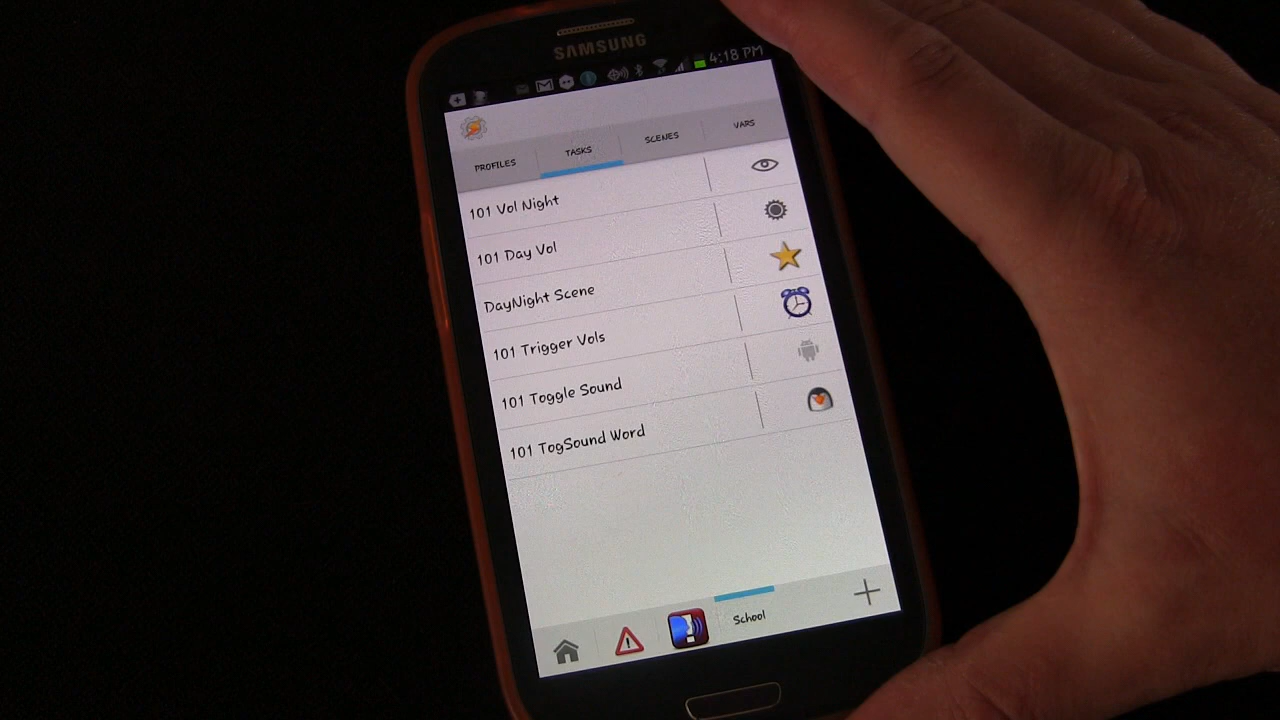 SAMSUNG
4:18 PM
PROFILES TASKS SCENES VARS
101 Vol Night
101 Day Vol
DayNight Scene
101 Trigger Vols
101 Toggle Sound
101 TogSound Word
School